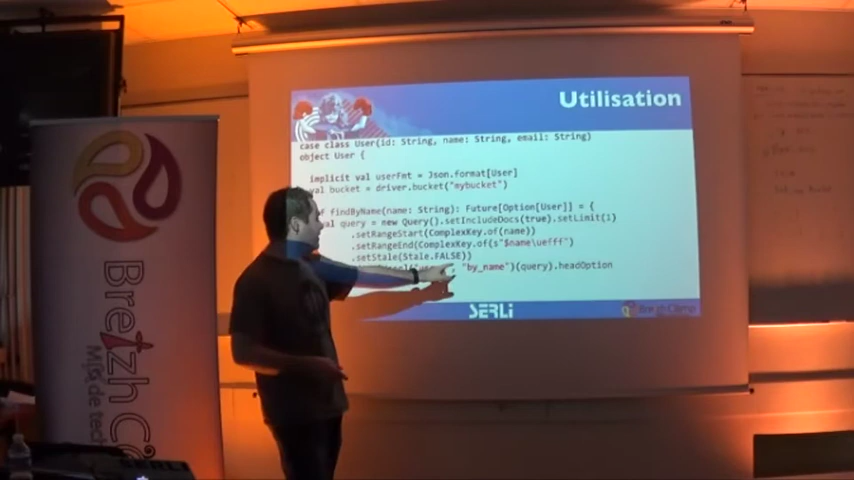 Utilisation
case class User(id: String, name: String, email: String)
object User {
implicit val userFmt = Json.format[User]
val bucket = driver.bucket("mybucket")
findByName(name: String): Future[Option[User]] = {
val query = new Query().setIncludeDocs(true).setLimit(1)
.setRangeStart(ComplexKey.of(name))
.setRangeEnd(ComplexKey.of(s"$name\uefff")
.setStale(Stale.FALSE))
"by_name")(query).headOption
SERLI
BreizhCamp
Breizh C